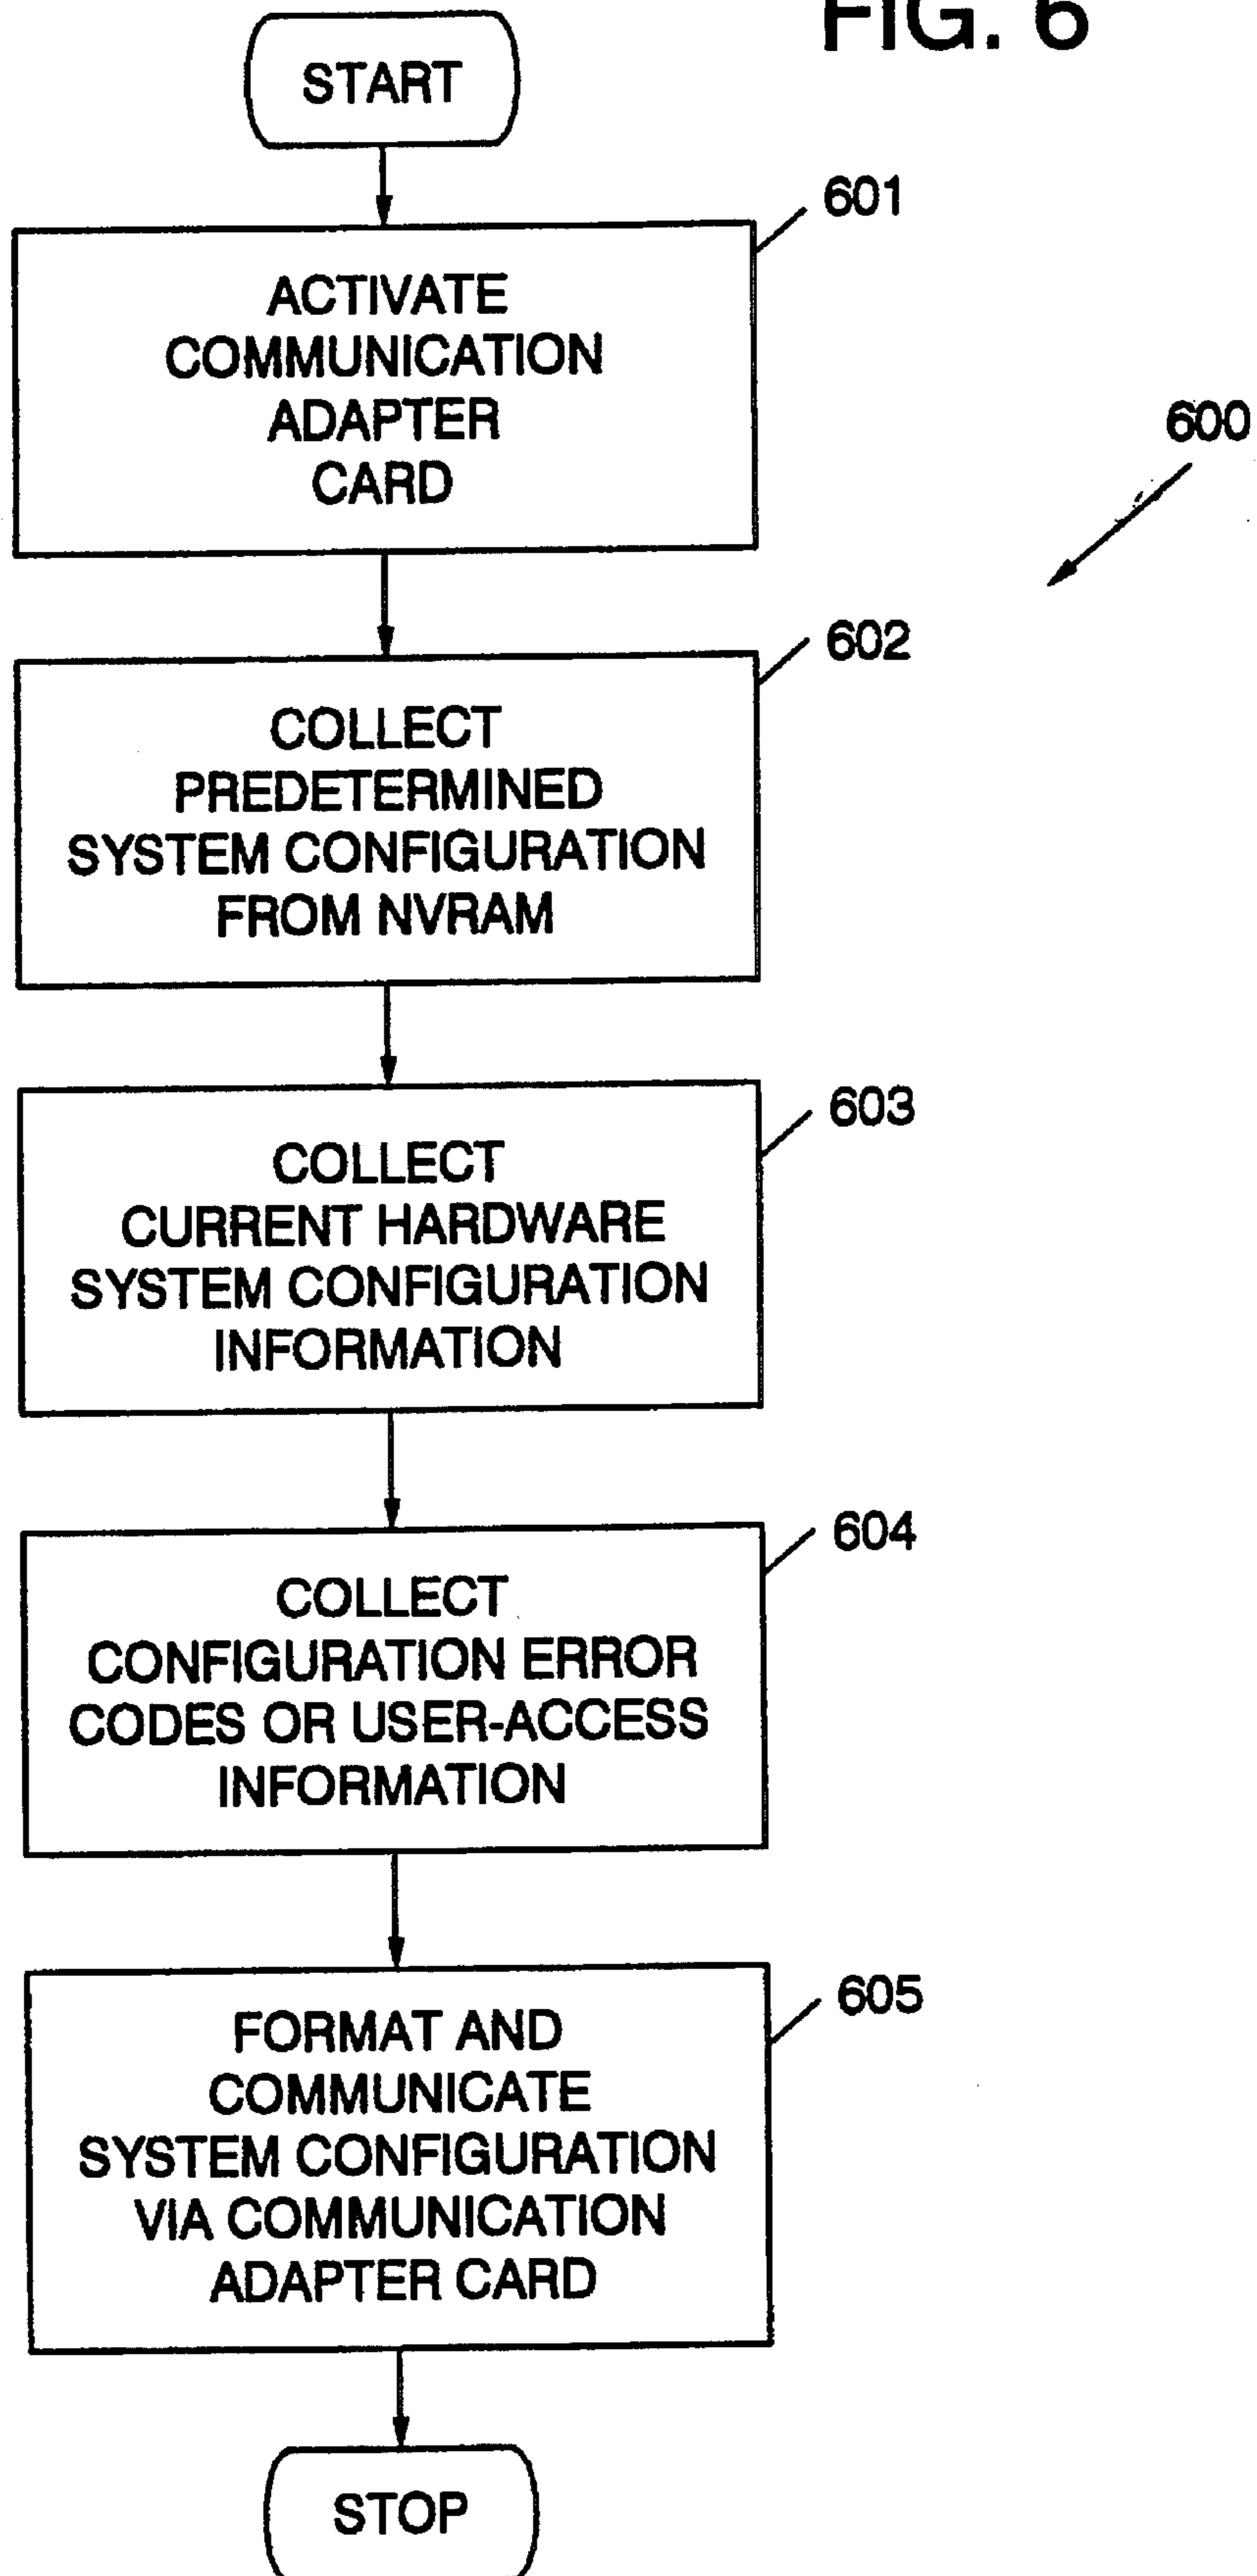 FIG. 6
START
601
ACTIVATE
COMMUNICATION
ADAPTER
CARD
600
602
COLLECT
PREDETERMINED
SYSTEM CONFIGURATION
FROM NVRAM
603
COLLECT
CURRENT HARDWARE
SYSTEM CONFIGURATION
INFORMATION
604
COLLECT
CONFIGURATION ERROR
CODES OR USER-ACCESS
INFORMATION
605
FORMAT AND
COMMUNICATE
SYSTEM CONFIGURATION
VIA COMMUNICATION
ADAPTER CARD
STOP